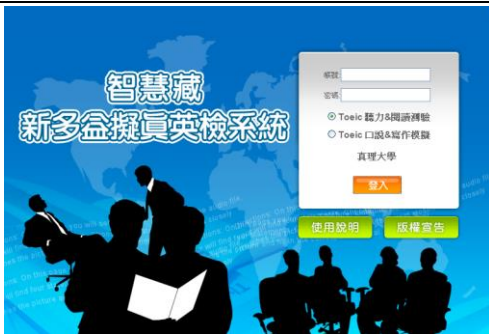 智慧藏
新多益擬真英檢系統
帳號
密碼
Toeic 聽力&閱讀測驗
Toeic 口說&寫作模擬
真理大學
登入
使用說明
版權宣告